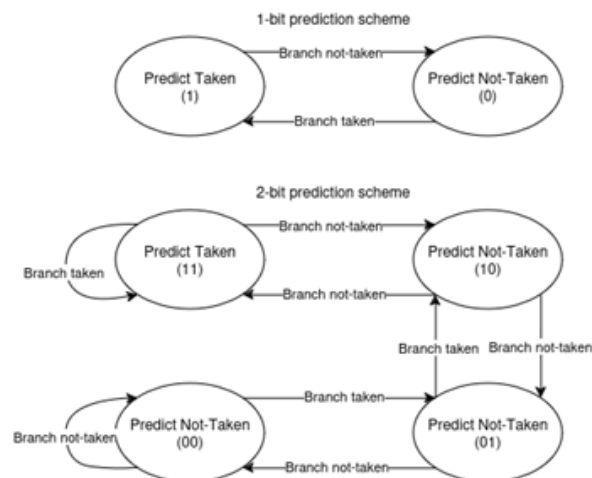 1-bit prediction scheme
Branch not-taken
Predict Taken
(1)
Predict Not-Taken
(0)
Branch taken
2-bit prediction scheme
Branch not-taken
Predict Taken
(11)
Predict Not-Taken
(10)
Branch taken
Branch not-taken
Branch taken
Branch not-taken
Branch taken
Predict Not-Taken
(00)
Predict Not-Taken
(01)
Branch not-taken
Branch not-taken